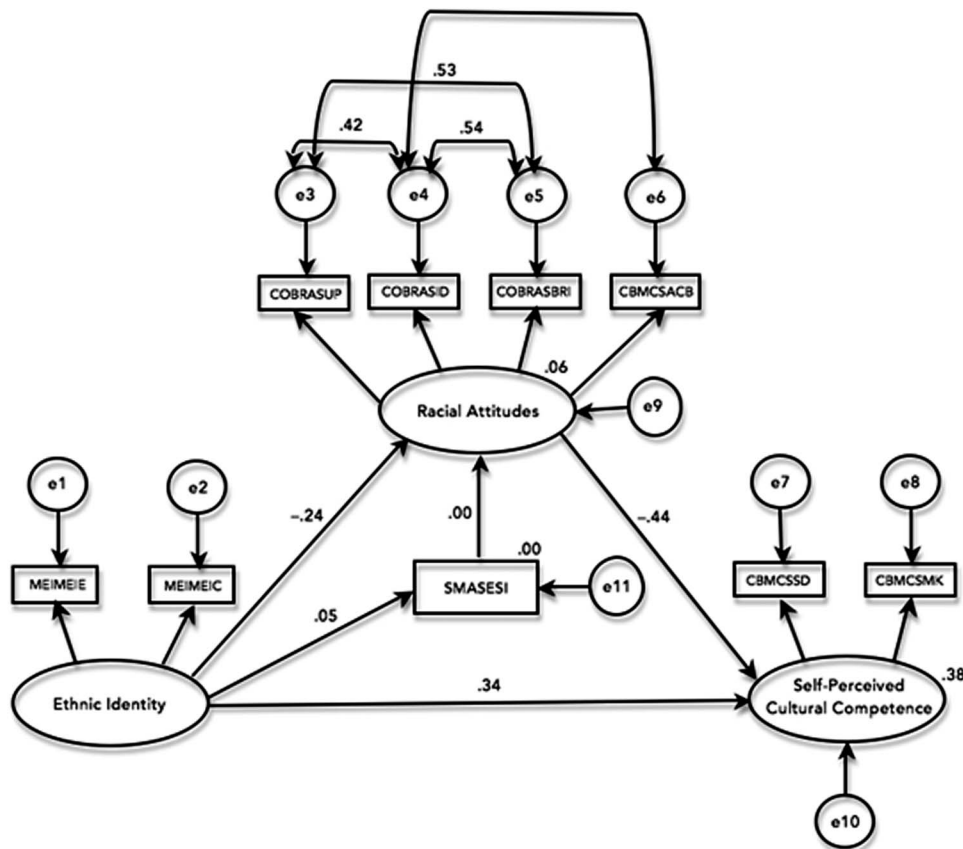 .53
.42
.54
e3
e4
e5
e6
COBRASUP
COBRASID
COBRASBRI
CBMCSACB
.06
Racial Attitudes
e9
e1
e2
e7
e8
–.24
.00
–.44
.00
MEIMEIE
MEIMEIC
SMASESI
e11
CBMCSSD
CBMCSMK
.05
Ethnic Identity
.34
Self-Perceived
Cultural Competence
.38
e10